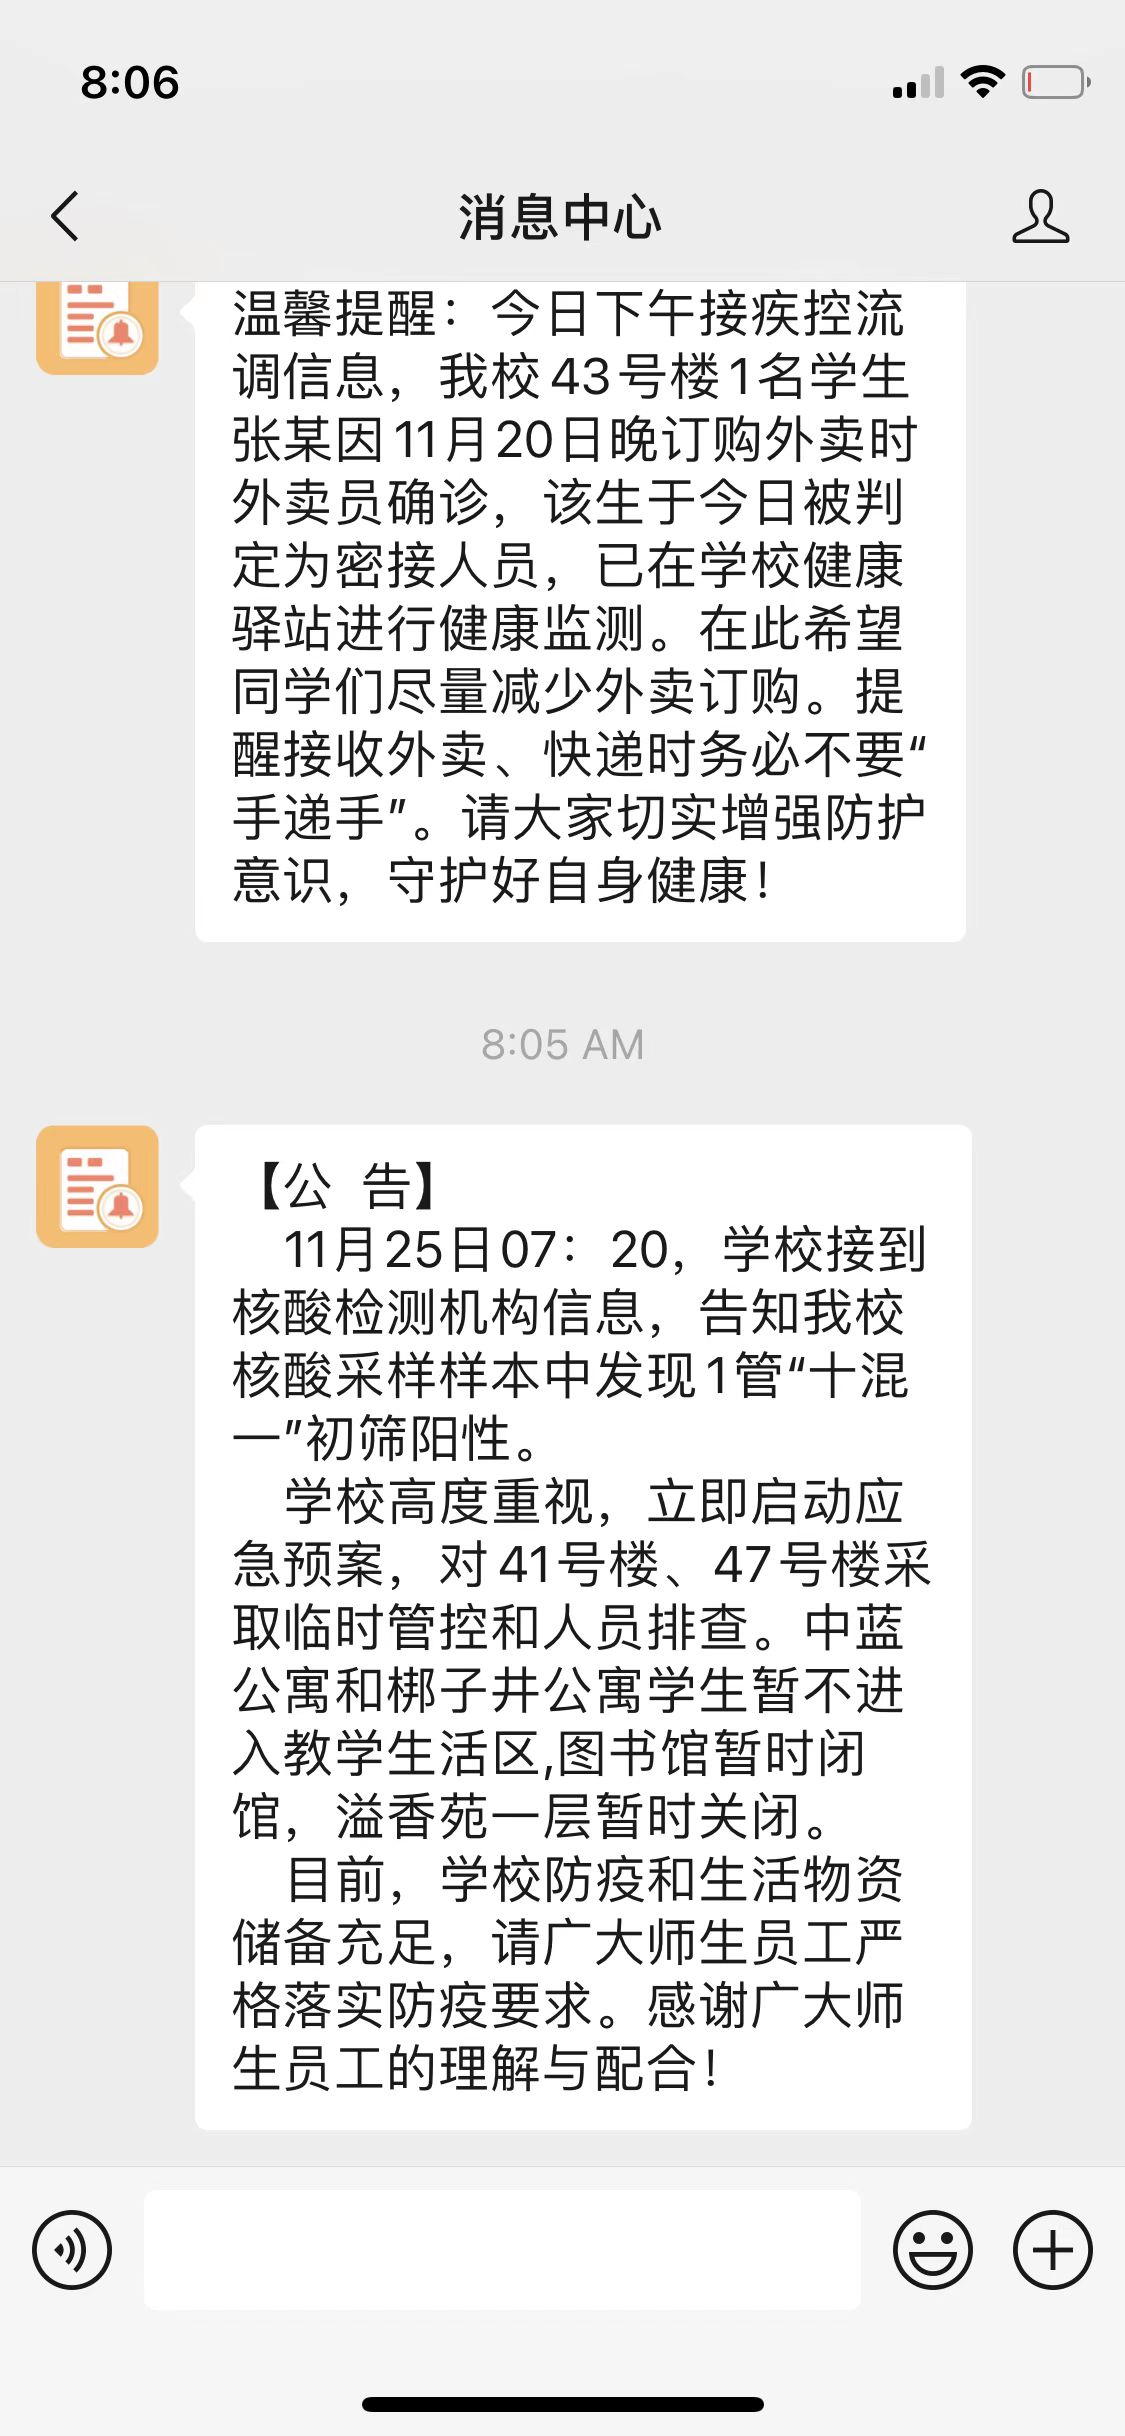 8:06
消息中心
温馨提醒：今日下午接疾控流
调信息，我校43号楼1名学生
张某因11月20日晚订购外卖时
外卖员确诊，该生于今日被判
定为密接人员，已在学校健康
驿站进行健康监测。在此希望
同学们尽量减少外卖订购。提
醒接收外卖、快递时务必不要“
手递手”。请大家切实增强防护
意识，守护好自身健康！
8:05 AM
【公 告】
11月25日07：20，学校接到
核酸检测机构信息，告知我校
核酸采样样本中发现1管“十混
一”初筛阳性。
学校高度重视，立即启动应
急预案，对41号楼、47号楼采
取临时管控和人员排查。中蓝
公寓和梆子井公寓学生暂不进
入教学生活区,图书馆暂时闭
馆，溢香苑一层暂时关闭。
目前，学校防疫和生活物资
储备充足，请广大师生员工严
格落实防疫要求。感谢广大师
生员工的理解与配合！